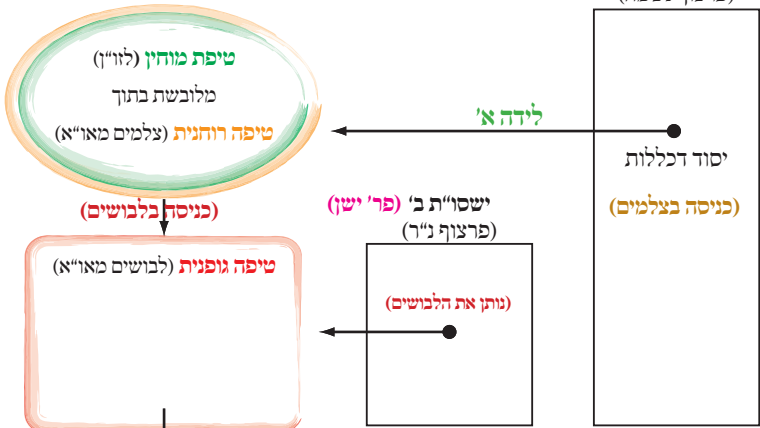 טיפת מוחין (לזו"ן)
מלובשת בתוך
טיפה רוחנית (צלמים מאו"א)
לידה א'
יסוד דכללות
(כניסה בצלמים)
(כניסה בלבושים)
ישסו"ת ב' (פר' ישן)
(פרצוף נ"ר)
טיפה גופנית (לבושים מאו"א)
(נותן את הלבושים)